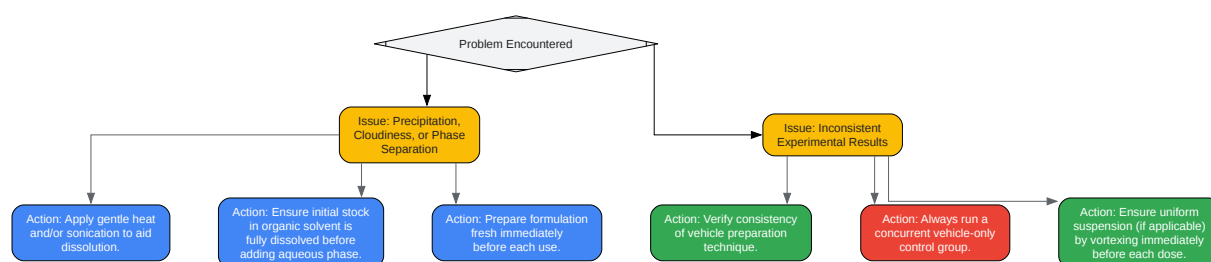 Problem Encountered
Issue: Precipitation,
Cloudiness, or Phase
Separation
Issue: Inconsistent
Experimental Results
Action: Apply gentle heat
and/or sonication to aid
dissolution.
Action: Ensure initial stock
in organic solvent is
fully dissolved before
adding aqueous phase.
Action: Prepare formulation
fresh immediately
before each use.
Action: Verify consistency
of vehicle preparation
technique.
Action: Always run a
concurrent vehicle-only
control group.
Action: Ensure uniform
suspension (if applicable)
by vortexing immediately
before each dose.